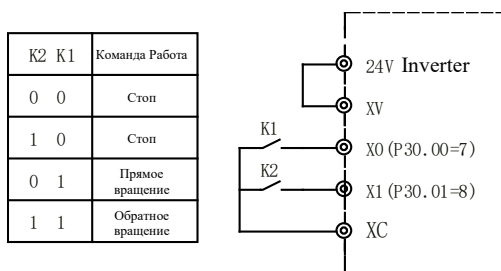 K2 K1 Команда Работа
0 0 Стоп
1 0 Стоп
0 1 Прямое
вращение
1 1 Обратное
вращение
24V Inverter
XV
K1
X0(P30.00=7)
K2
X1(P30.01=8)
XC